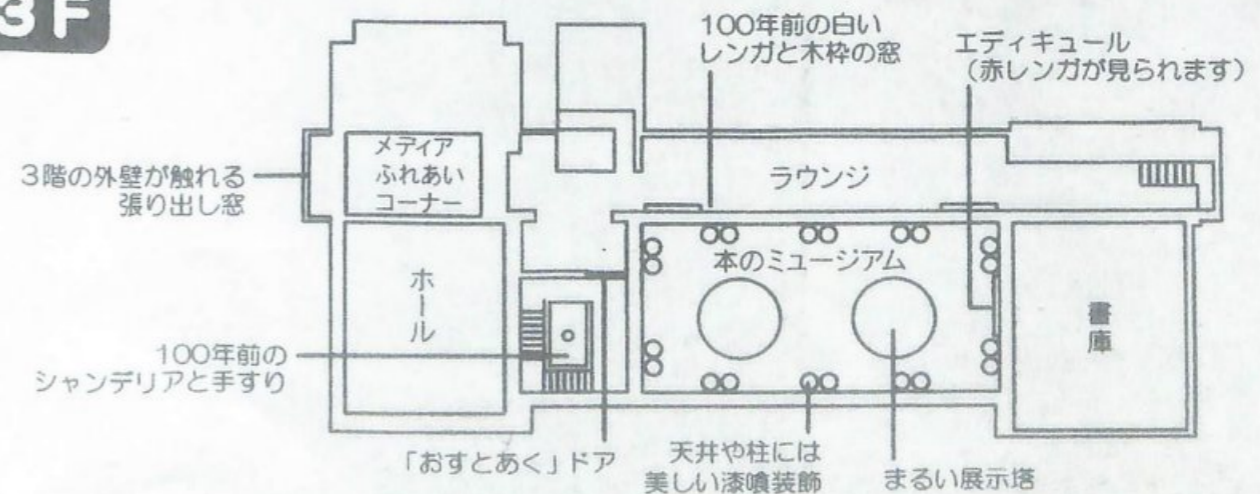 3F
100年前の白い
レンガと木枠の窓
エディキュール
（赤レンガが見られます）
3階の外壁が触れる
張り出し窓
メディア
ふれあい
コーナー
ラウンジ
本のミュージアム
ホール
書庫
100年前の
シャンデリアと手すり
「おすとあく」ドア
天井や柱には
美しい漆喰装飾
まるい展示塔